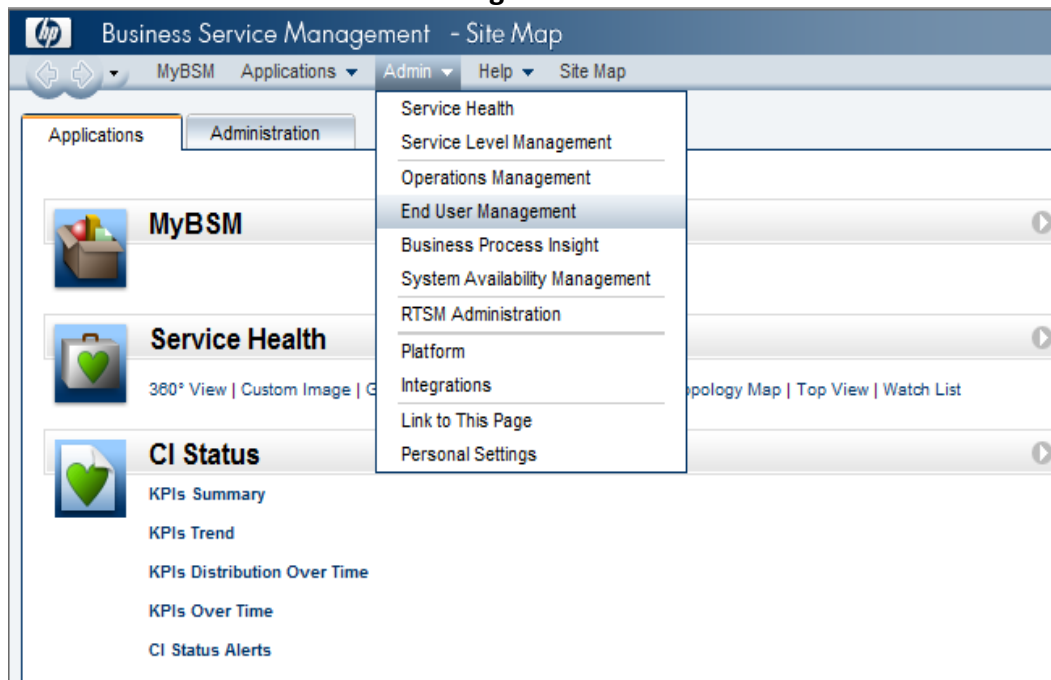 hp Business Service Management - Site Map
MyBSM Applications Admin Help Site Map
Applications Administration
Service Health
Service Level Management
Operations Management
End User Management
Business Process Insight
System Availability Management
RTSM Administration
Platform
Integrations
Link to This Page
Personal Settings
MyBSM
Service Health
360° View | Custom Image | Topology Map | Top View | Watch List
CI Status
KPIs Summary
KPIs Trend
KPIs Distribution Over Time
KPIs Over Time
CI Status Alerts